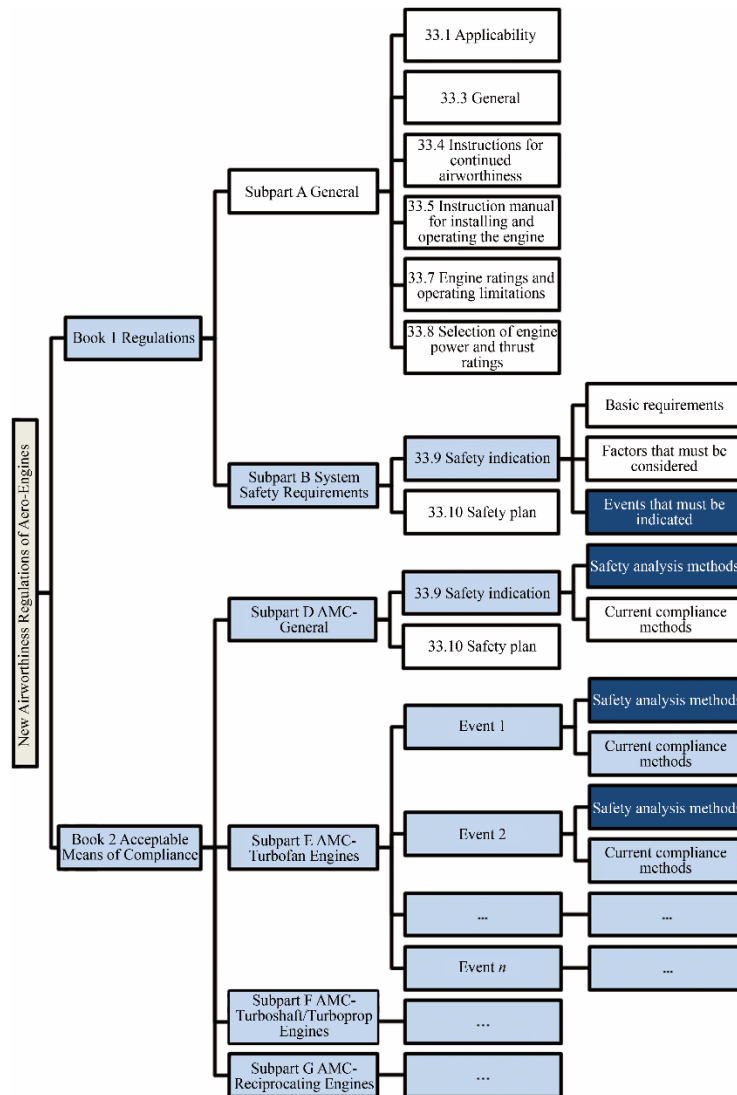 New Airworthiness Regulations of Aero-Engines
Book 1 Regulations
Subpart A General
33.1 Applicability
33.3 General
33.4 Instructions for
continued
airworthiness
33.5 Instruction manual
for installing and
operating the engine
33.7 Engine ratings and
operating limitations
33.8 Selection of engine
power and thrust
ratings
Subpart B System
Safety Requirements
33.9 Safety indication
Basic requirements
Factors that must be
considered
Events that must be
indicated
33.10 Safety plan
Book 2 Acceptable
Means of Compliance
Subpart D AMC-
General
33.9 Safety indication
Safety analysis methods
Current compliance
methods
33.10 Safety plan
Subpart E AMC-
Turbofan Engines
Event 1
Safety analysis methods
Current compliance
methods
Event 2
Safety analysis methods
Current compliance
methods
...
...
Event n
...
Subpart F AMC-
Turboshaft/Turboprop
Engines
...
Subpart G AMC-
Reciprocating Engines
...